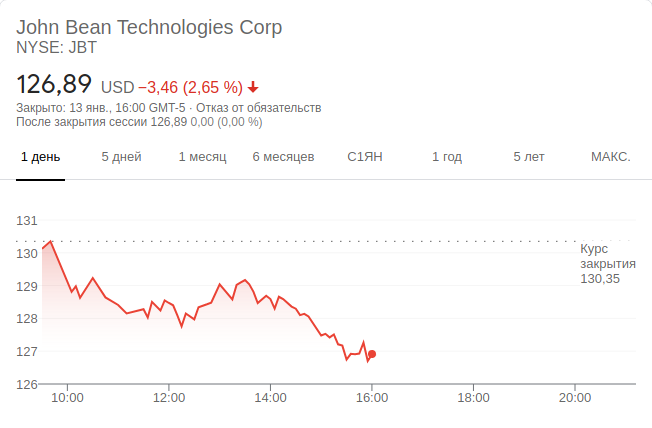 John Bean Technologies Corp
NYSE: JBT
126,89 USD −3,46 (2,65 %)
Закрыто: 13 янв., 16:00 GMT-5 · Отказ от обязательств
После закрытия сессии 126,89 0,00 (0,00 %)
1 день 5 дней 1 месяц 6 месяцев С1ЯН 1 год 5 лет МАКС.
131
130
129
128
127
126
Курс
закрытия
130,35
10:00 12:00 14:00 16:00 18:00 20:00